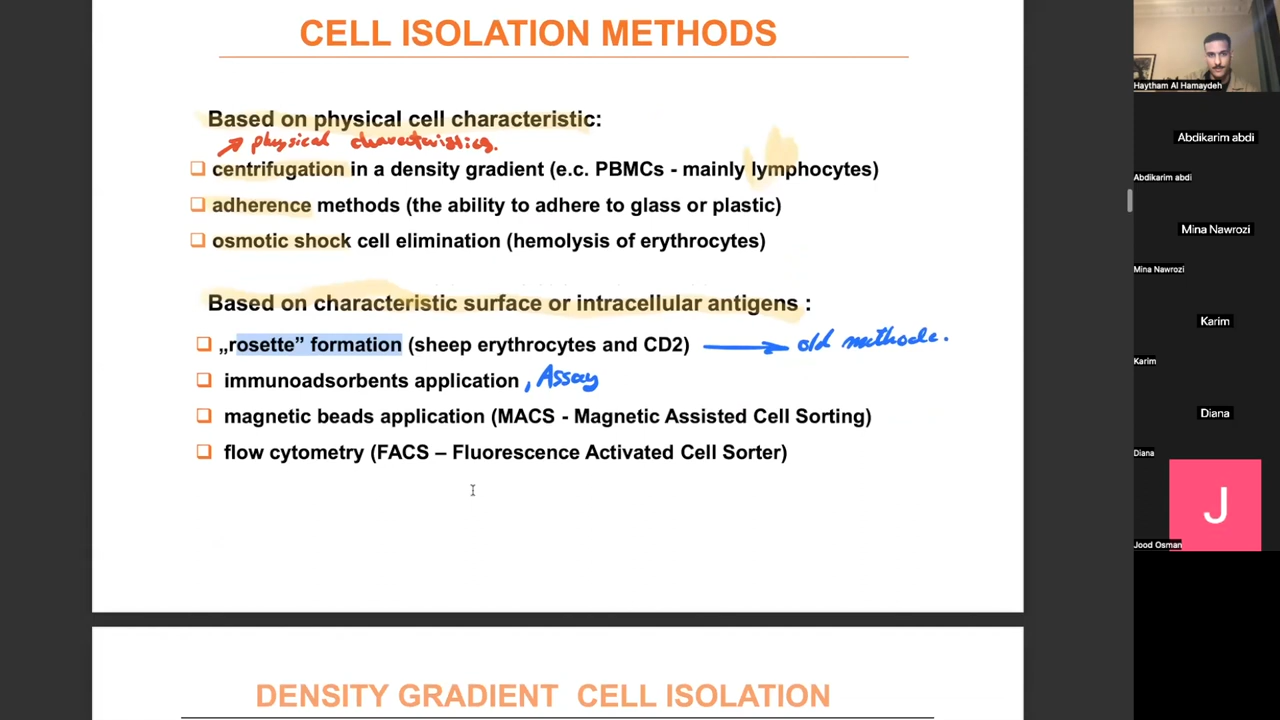 CELL ISOLATION METHODS
Based on physical cell characteristic:
physical characteristics.
centrifugation in a density gradient (e.c. PBMCs - mainly lymphocytes)
adherence methods (the ability to adhere to glass or plastic)
osmotic shock cell elimination (hemolysis of erythrocytes)
Based on characteristic surface or intracellular antigens :
„rosette” formation (sheep erythrocytes and CD2) old methode.
immunoadsorbents application , Assay
magnetic beads application (MACS - Magnetic Assisted Cell Sorting)
flow cytometry (FACS – Fluorescence Activated Cell Sorter)
DENSITY GRADIENT CELL ISOLATION
Haytham Al Hamaydeh
Abdikarim abdi
Abdikarim abdi
Mina Nawrozi
Mina Nawrozi
Karim
Karim
Diana
Diana
J
Jood Osman